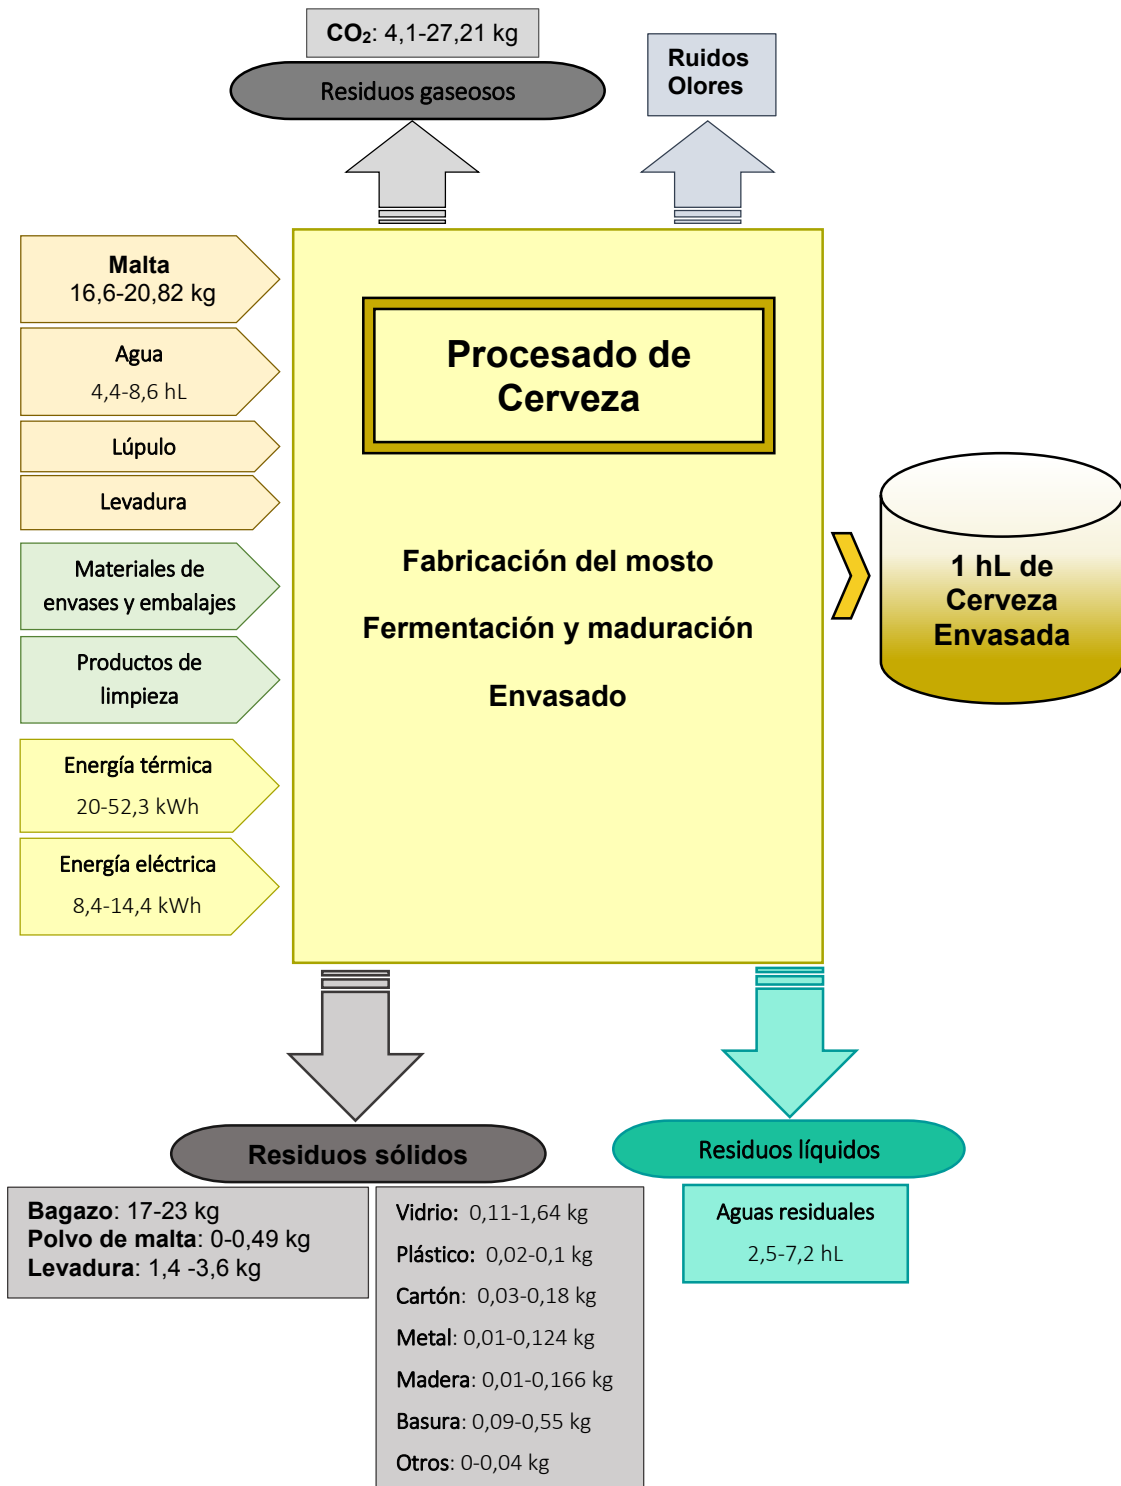 CO₂: 4,1-27,21 kg
Residuos gaseosos
Ruidos
Olores
Malta
16,6-20,82 kg
Agua
4,4-8,6 hL
Lúpulo
Levadura
Materiales de
envases y embalajes
Productos de
limpieza
Energía térmica
20-52,3 kWh
Energía eléctrica
8,4-14,4 kWh
Procesado de
Cerveza
Fabricación del mosto
Fermentación y maduración
Envasado
1 hL de
Cerveza
Envasada
Residuos sólidos
Bagazo: 17-23 kg
Polvo de malta: 0-0,49 kg
Levadura: 1,4 -3,6 kg
Vidrio: 0,11-1,64 kg
Plástico: 0,02-0,1 kg
Cartón: 0,03-0,18 kg
Metal: 0,01-0,124 kg
Madera: 0,01-0,166 kg
Basura: 0,09-0,55 kg
Otros: 0-0,04 kg
Residuos líquidos
Aguas residuales
2,5-7,2 hL